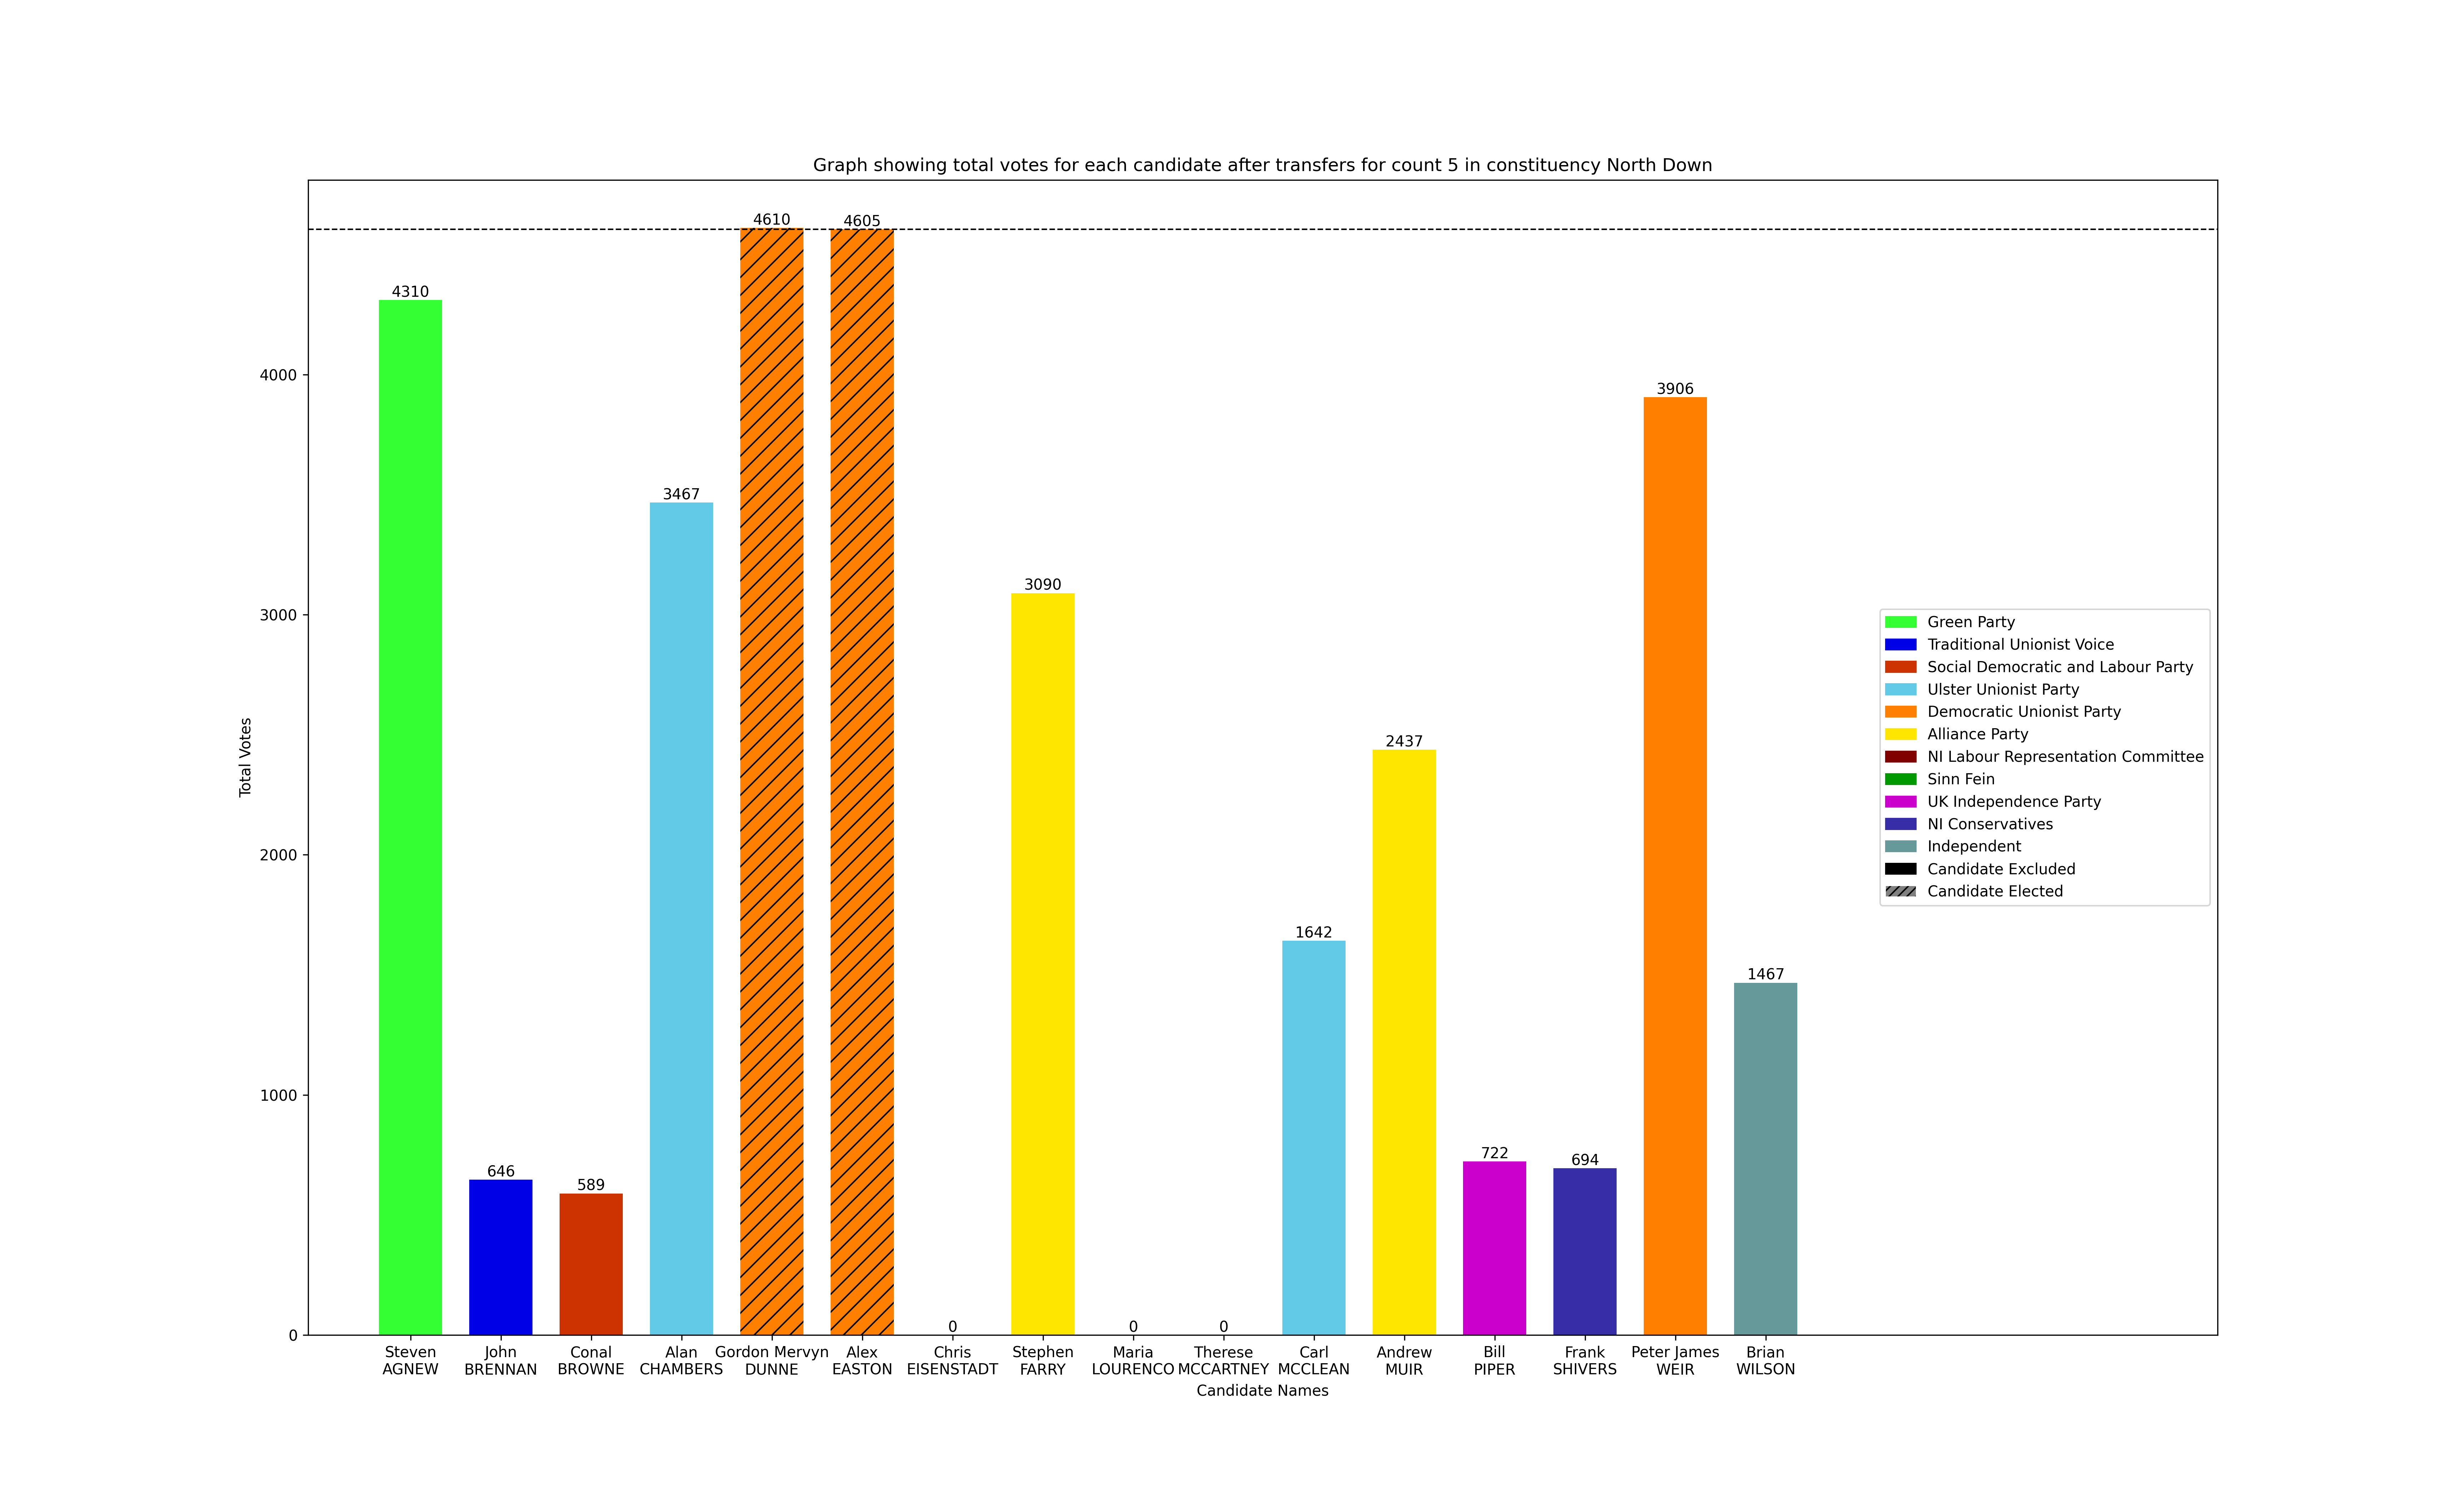 Graph showing total votes for each candidate after transfers for count 5 in constituency North Down
Total Votes
4000
3000
2000
1000
0
4310
646
589
3467
4610
4605
0
3090
0
0
1642
2437
722
694
3906
1467
Green Party
Traditional Unionist Voice
Social Democratic and Labour Party
Ulster Unionist Party
Democratic Unionist Party
Alliance Party
NI Labour Representation Committee
Sinn Fein
UK Independence Party
NI Conservatives
Independent
Candidate Excluded
Candidate Elected
Steven
AGNEW
John
BRENNAN
Conal
BROWNE
Alan
CHAMBERS
Gordon Mervyn
DUNNE
Alex
EASTON
Chris
EISENSTADT
Stephen
FARRY
Maria
LOURENCO
Therese
MCCARTNEY
Carl
MCCLEAN
Andrew
MUIR
Bill
PIPER
Frank
SHIVERS
Peter James
WEIR
Brian
WILSON
Candidate Names